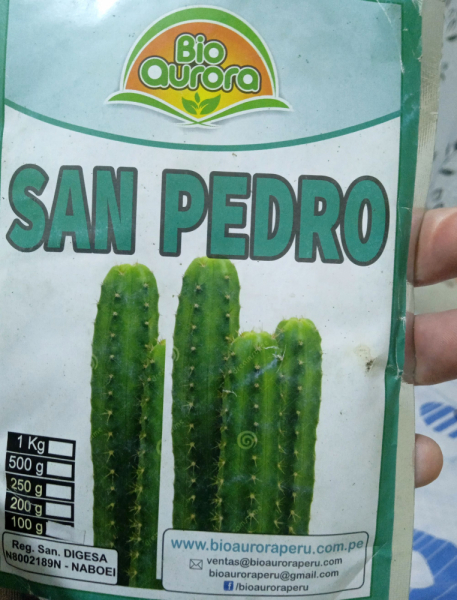 Bio
Aurora
SAN PEDRO
1 Kg
500 g
250 g
200 g
100 g
Reg. San. DIGESA
N8002189N - NABOEI
www.bioauroraperu.com.pe
ventas@bioauroraperu.com
bioauroraperu@gmail.com
/bioauroraperu